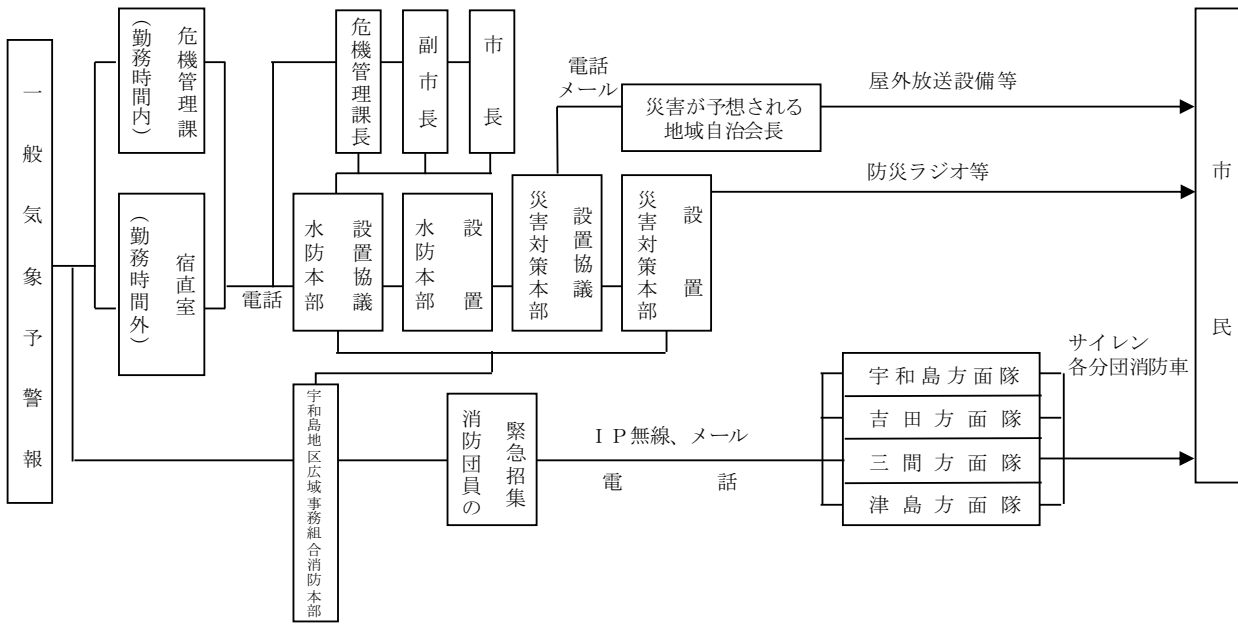 一般気象予警報
危機管理課
（勤務時間内）
宿直室
（勤務時間外）
電話
危機管理課長
副市長
市長
水防本部
設置協議
水防本部
設置
災害対策本部
設置協議
災害対策本部
設置
電話
メール
災害が予想される
地域自治会長
屋外放送設備等
防災ラジオ等
市民
宇和島地区広域事務組合消防本部
消防団員の
緊急招集
ＩＰ無線、メール
電話
宇和島方面隊
吉田方面隊
三間方面隊
津島方面隊
サイレン
各分団消防車